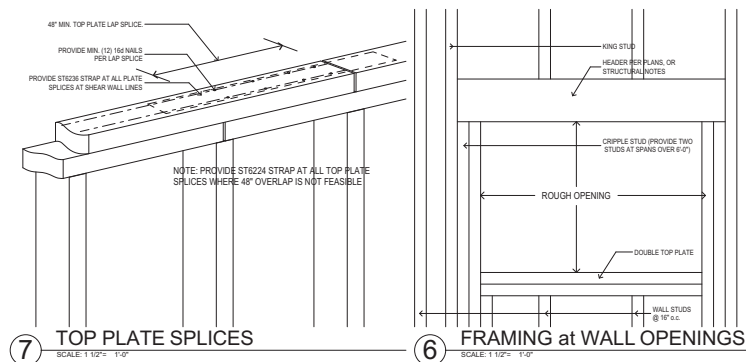 48" MIN. TOP PLATE LAP SPLICE.
PROVIDE MIN. (12) 16d NAILS
PER LAP SPLICE
PROVIDE ST6236 STRAP AT ALL PLATE
SPLICES AT SHEAR WALL LINES
NOTE: PROVIDE ST6224 STRAP AT ALL TOP PLATE
SPLICES WHERE 48" OVERLAP IS NOT FEASIBLE
7
TOP PLATE SPLICES
SCALE: 1 1/2"= 1'-0"
KING STUD
HEADER PER PLANS, OR
STRUCTURAL NOTES
CRIPPLE STUD (PROVIDE TWO
STUDS AT SPANS OVER 6'-0")
ROUGH OPENING
DOUBLE TOP PLATE
WALL STUDS
@ 16" o.c.
6
FRAMING at WALL OPENINGS
SCALE: 1 1/2"= 1'-0"